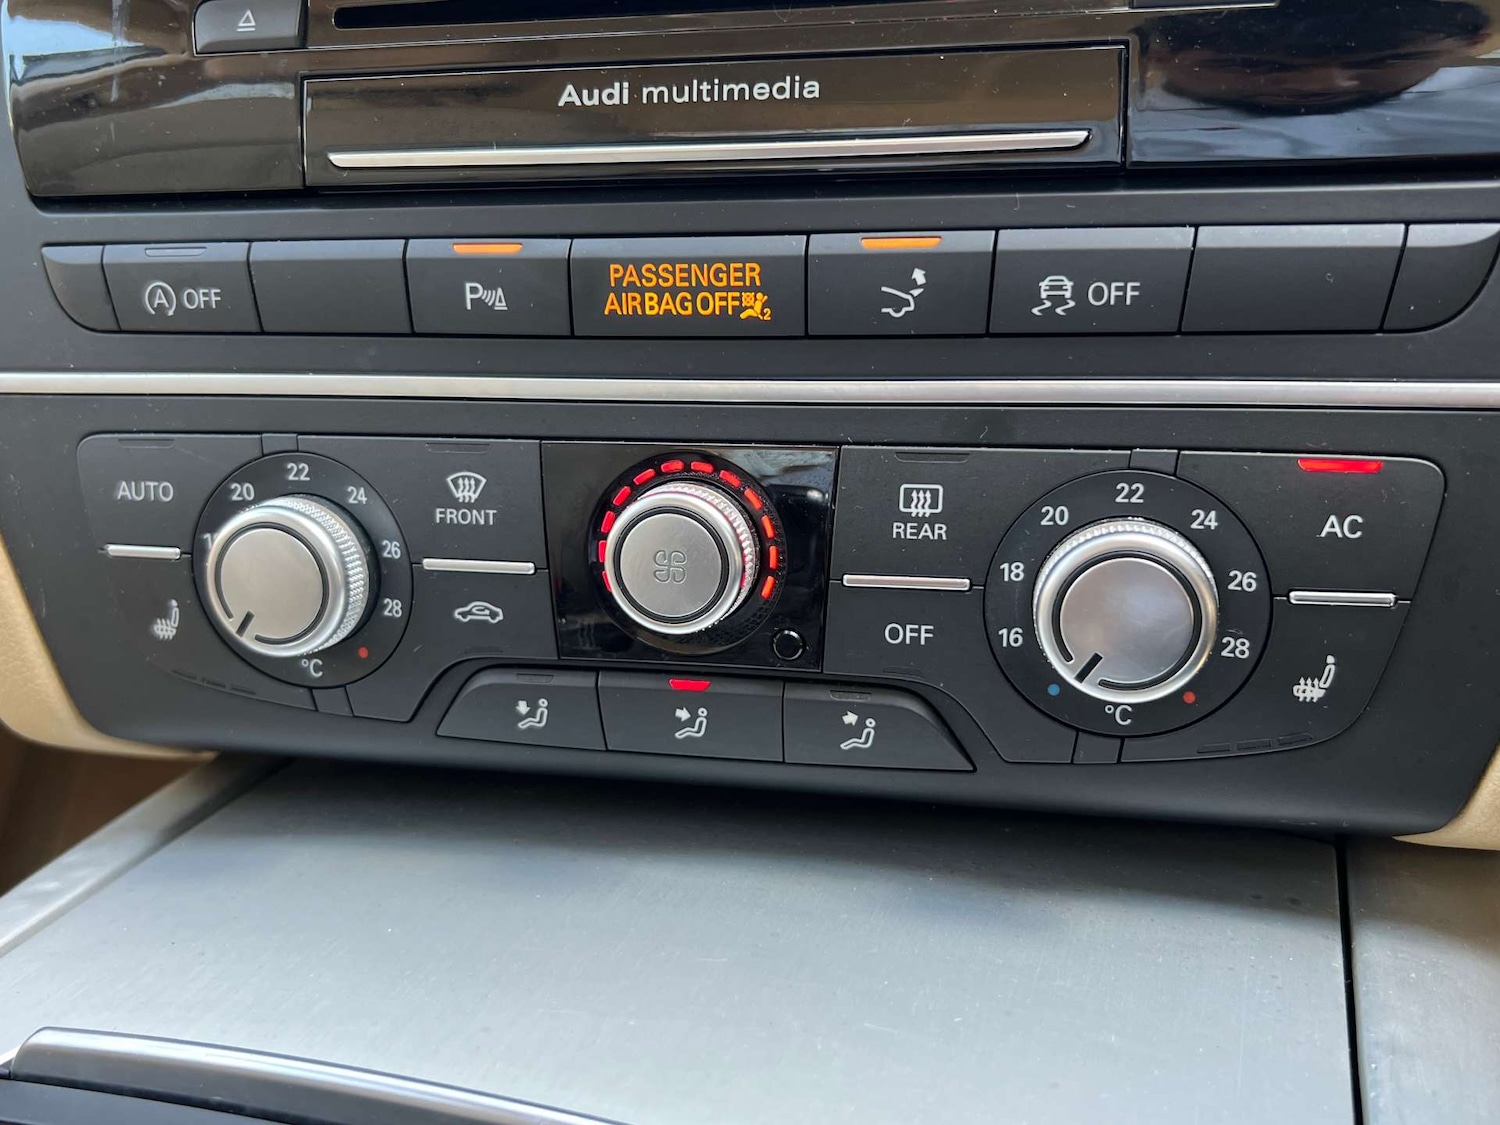 Audi multimedia
A OFF
P
PASSENGER
AIRBAG OFF 2
OFF
AUTO
20
22
24
26
28
°C
FRONT
REAR
OFF
16
18
20
22
24
26
28
°C
AC